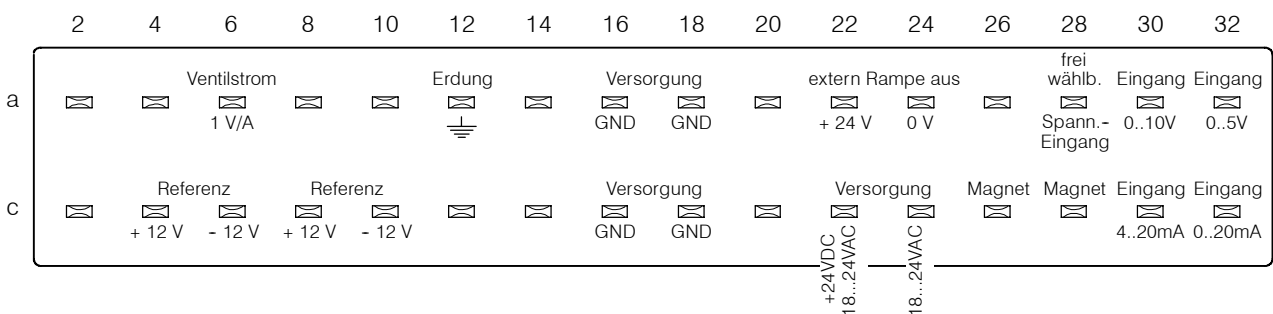 2 4 6 8 10 12 14 16 18 20 22 24 26 28 30 32
frei
a Ventilstrom Erdung Versorgung extern Rampe aus wählb. Eingang Eingang
1 V/A GND GND + 24 V 0 V Spann.- 0..10V 0..5V
Eingang
c Referenz Referenz Versorgung Versorgung Magnet Magnet Eingang Eingang
+ 12 V - 12 V + 12 V - 12 V GND GND 4..20mA 0..20mA
+24VDC
18...24VAC
18...24VAC